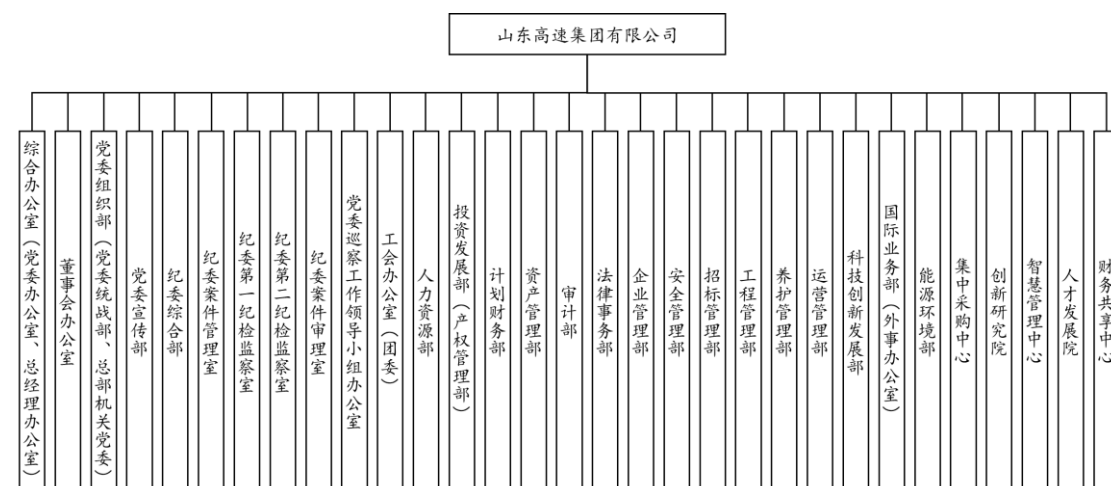 山东高速集团有限公司
综合办公室（党委办公室、总经理办公室）
董事会办公室
党委组织部（党委统战部、总部机关党委）
党委宣传部
纪委综合部
纪委案件管理室
纪委第一纪检监察室
纪委第二纪检监察室
纪委案件审理室
党委巡察工作领导小组办公室
工会办公室（团委）
人力资源部
投资发展部（产权管理部）
计划财务部
资产管理部
审计部
法律事务部
企业管理部
安全管理部
招标管理部
工程管理部
养护管理部
运营管理部
科技创新发展部
国际业务部（外事办公室）
能源环境部
集中采购中心
创新研究院
智慧管理中心
人才发展院
财务共享中心